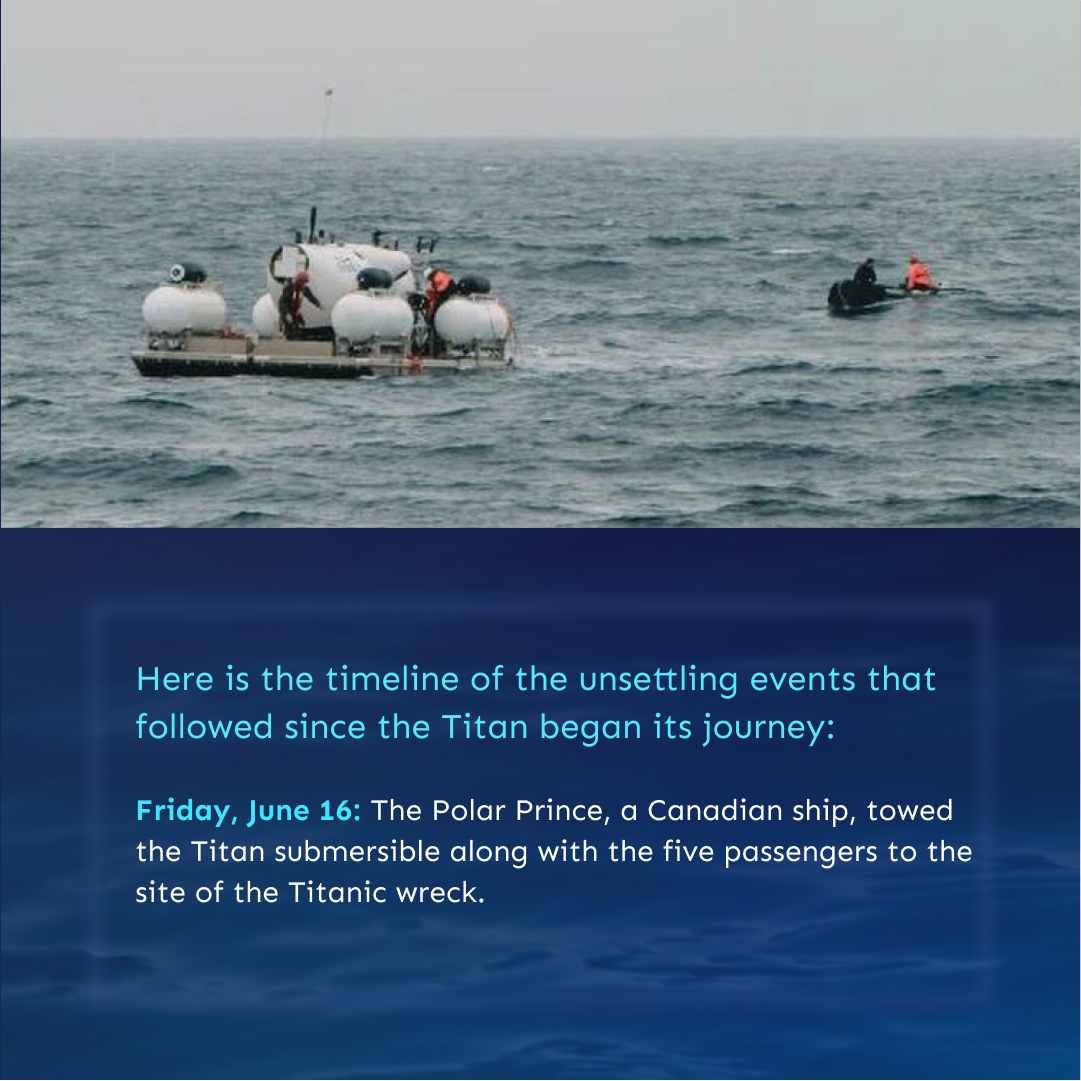 Here is the timeline of the unsettling events that
followed since the Titan began its journey:
Friday, June 16: The Polar Prince, a Canadian ship, towed
the Titan submersible along with the five passengers to the
site of the Titanic wreck.